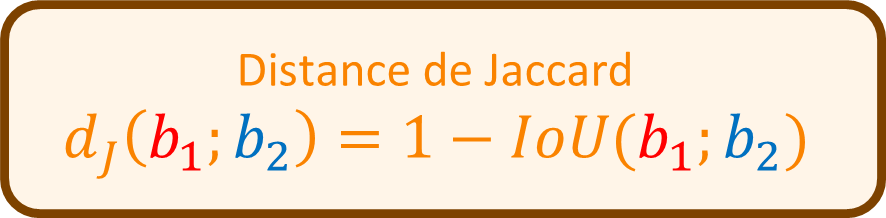 Distance de Jaccard
d_J(b_1; b_2) = 1 − IoU(b_1; b_2)